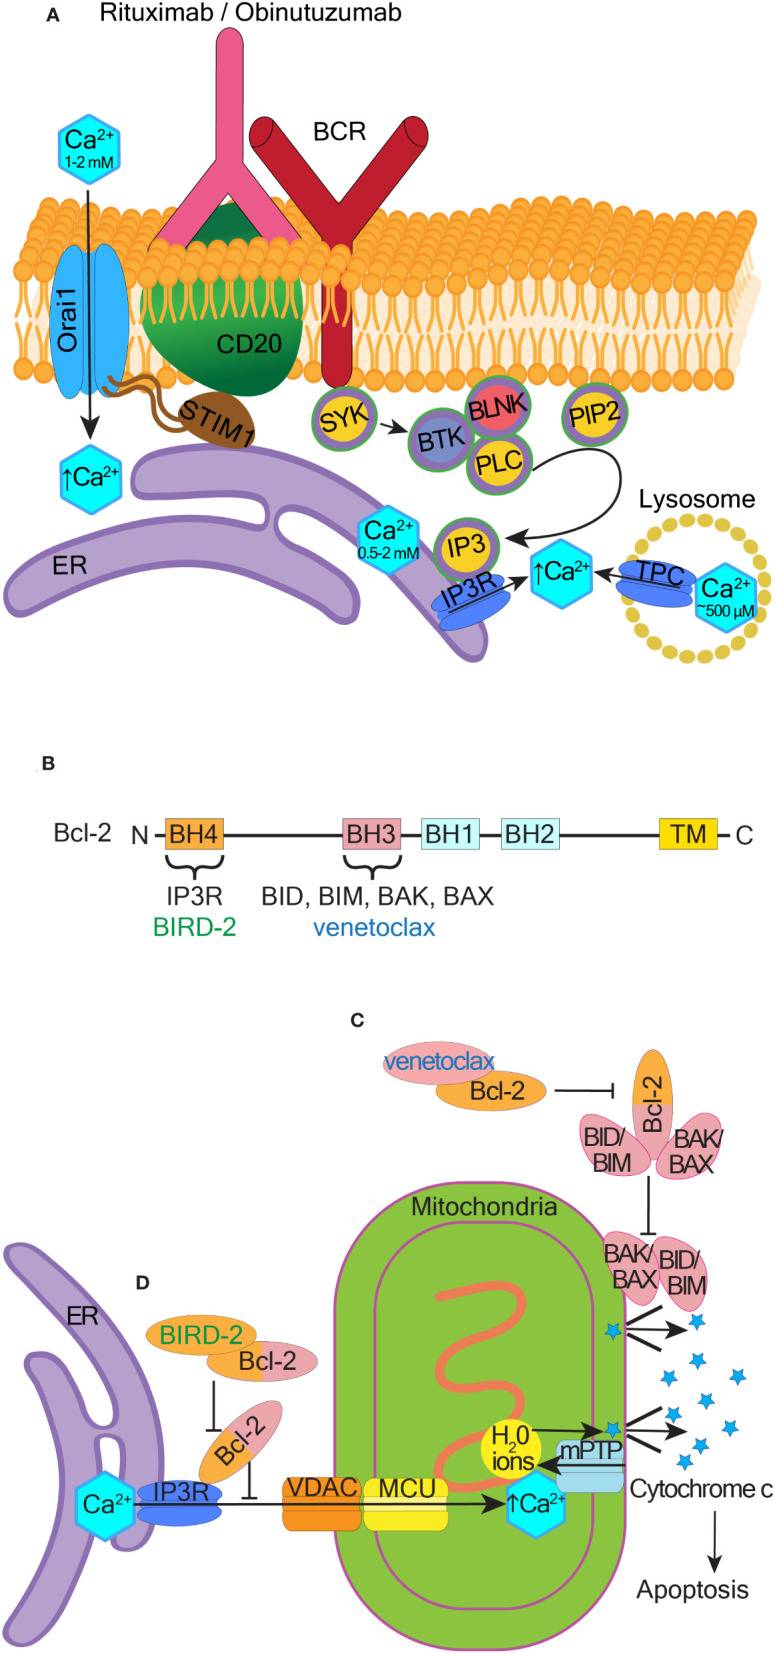 A
Rituximab / Obinutuzumab
BCR
Ca2+
1-2 mM
Orai1
CD20
STIM1
SYK
BTK
BLNK
PLC
PIP2
↑Ca2+
Ca2+
0.5-2 mM
IP3
IP3R
↑Ca2+
Lysosome
TPC
Ca2+
~500 µM
ER
B
Bcl-2 N BH4 BH3 BH1 BH2 TM C
IP3R BID, BIM, BAK, BAX
BIRD-2 venetoclax
C
venetoclax
Bcl-2
Bcl-2
BID/
BIM
BAK/
BAX
Mitochondria
BAK/
BAX
BID/
BIM
D
ER
BIRD-2
Bcl-2
Bcl-2
H20
ions
mPTP
Ca2+
IP3R
VDAC
MCU
↑Ca2+
Cytochrome c
Apoptosis